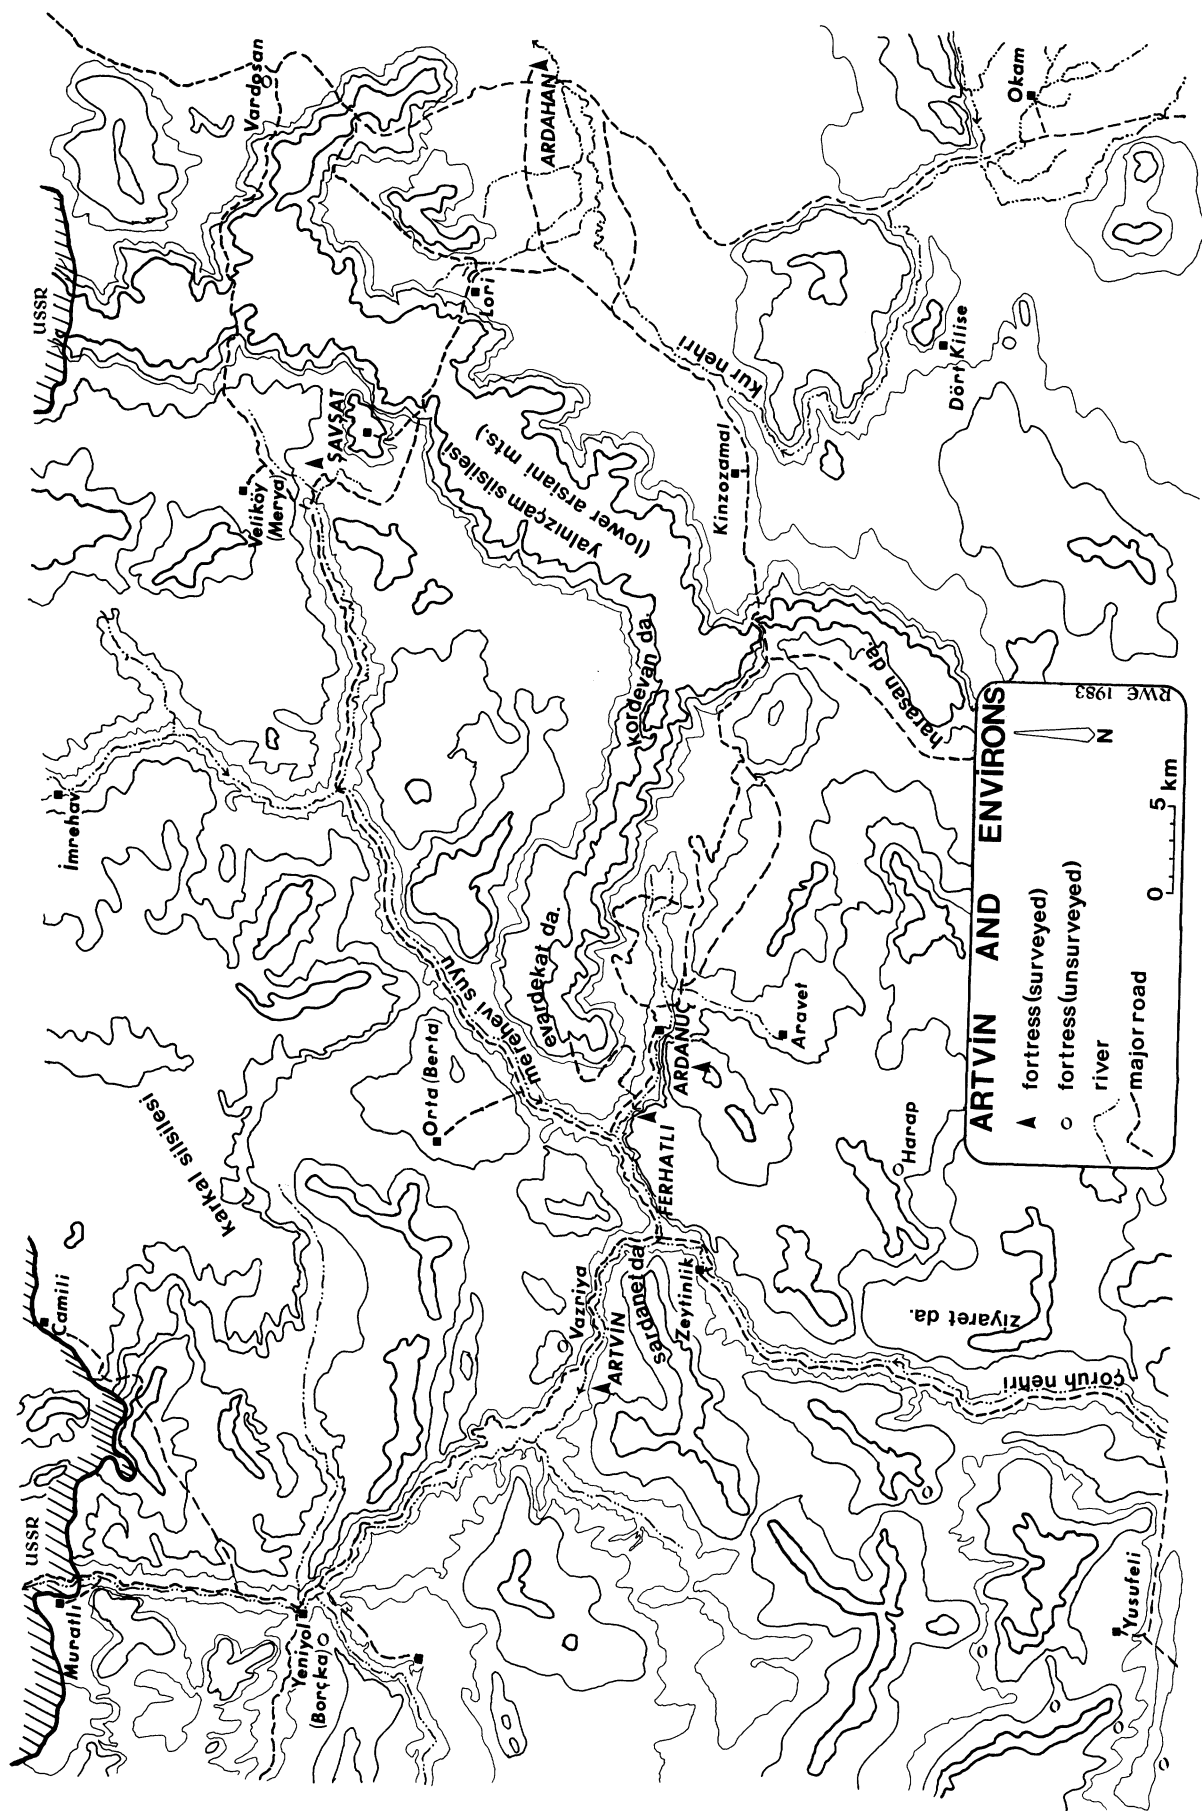 USSR
Muratlı
Camili
Yeniyol
(Borçka)
karkal silsilesi
USSR
İmrehav
Veliköy
(Merya)
ŞAVŞAT
Vardosan
Lori
ARDAHAN
Okam
Dört Kilise
kur nehri
Kinzozamal
yalnızçam silsilesi
(lower arsiani mts.)
kordevan da.
harasan da.
evardekat da.
merehevi suyu
Orta (Berta)
ARDANUÇ
Aravet
FERHATLI
Harap
Vazriya
ARTVİN
sardanet da.
Zeytinlik
ziyaret da.
Çoruh nehri
Yusufeli
ARTVİN AND ENVİRONS
fortress (surveyed)
fortress (unsurveyed)
river
major road
0 5 km
N
RWE 1983